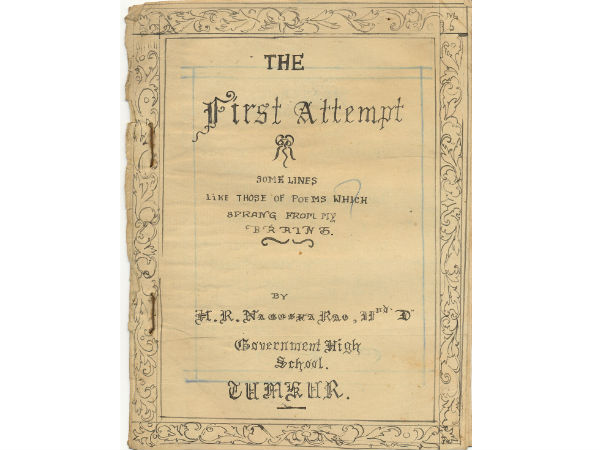 THE
First Attempt
SOME LINES
LIKE THOSE OF POEMS WHICH
SPRANG FROM MY
BRAINS.
BY
H. R. NAGESHA RAO, IInd. D
Government High
School.
TUMKUR.